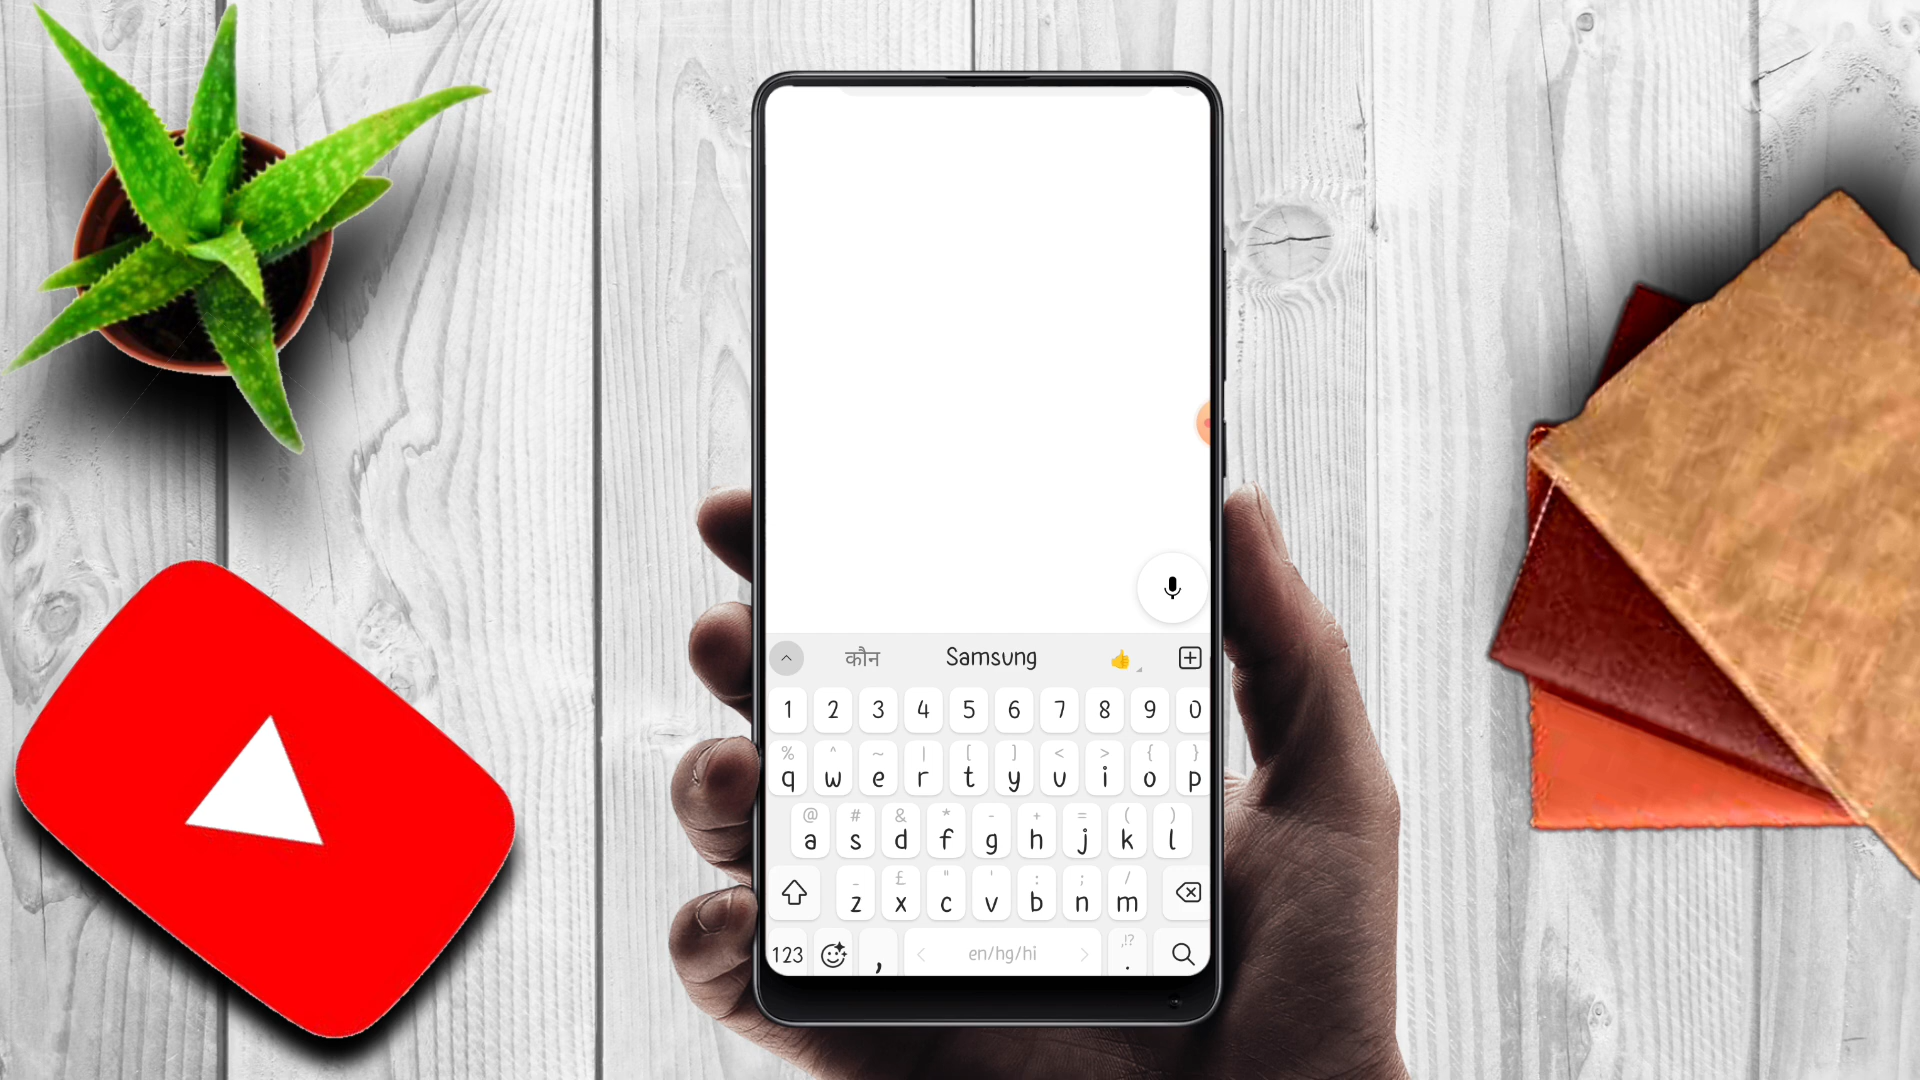 कौन Samsung 👍
1 2 3 4 5 6 7 8 9 0
% ^ ~ | [ ] < > { }
q w e r t y u i o p
@ # & * - + = ( )
a s d f g h j k l
_ £ " ' : ; /
z x c v b n m
,!?
123 , < en/hg/hi > .